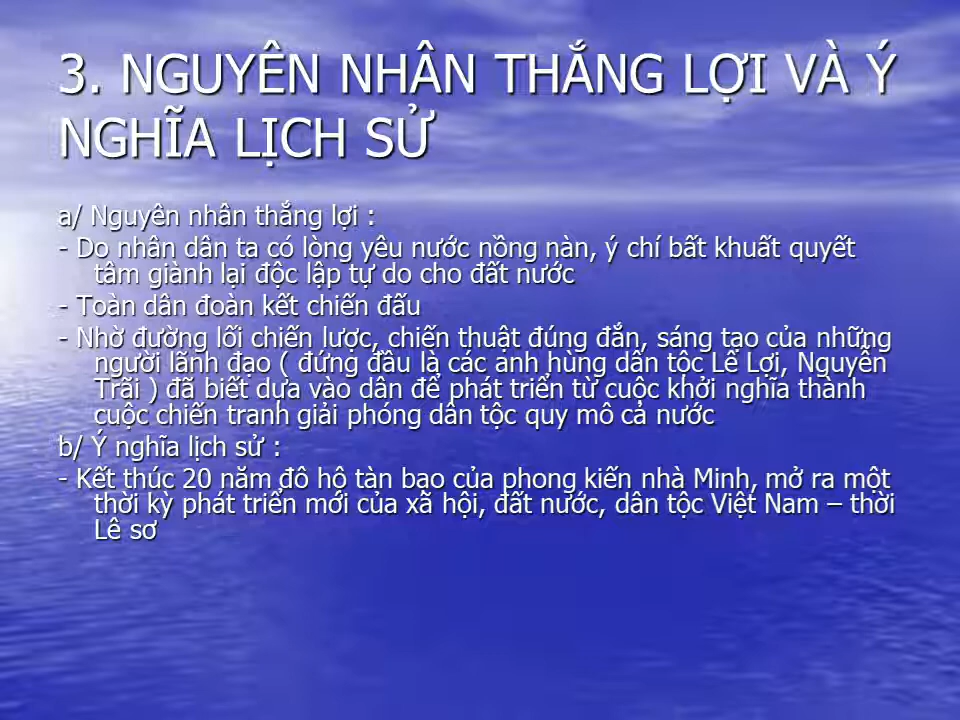 3. NGUYÊN NHÂN THẮNG LỢI VÀ Ý
NGHĨA LỊCH SỬ
a/ Nguyên nhân thắng lợi :
- Do nhân dân ta có lòng yêu nước nồng nàn, ý chí bất khuất quyết
tâm giành lại độc lập tự do cho đất nước
- Toàn dân đoàn kết chiến đấu
- Nhờ đường lối chiến lược, chiến thuật đúng đắn, sáng tạo của những
người lãnh đạo ( đứng đầu là các anh hùng dân tộc Lê Lợi, Nguyễn
Trãi ) đã biết dựa vào dân để phát triển từ cuộc khởi nghĩa thành
cuộc chiến tranh giải phóng dân tộc quy mô cả nước
b/ Ý nghĩa lịch sử :
- Kết thúc 20 năm đô hộ tàn bạo của phong kiến nhà Minh, mở ra một
thời kỳ phát triển mới của xã hội, đất nước, dân tộc Việt Nam – thời
Lê sơ